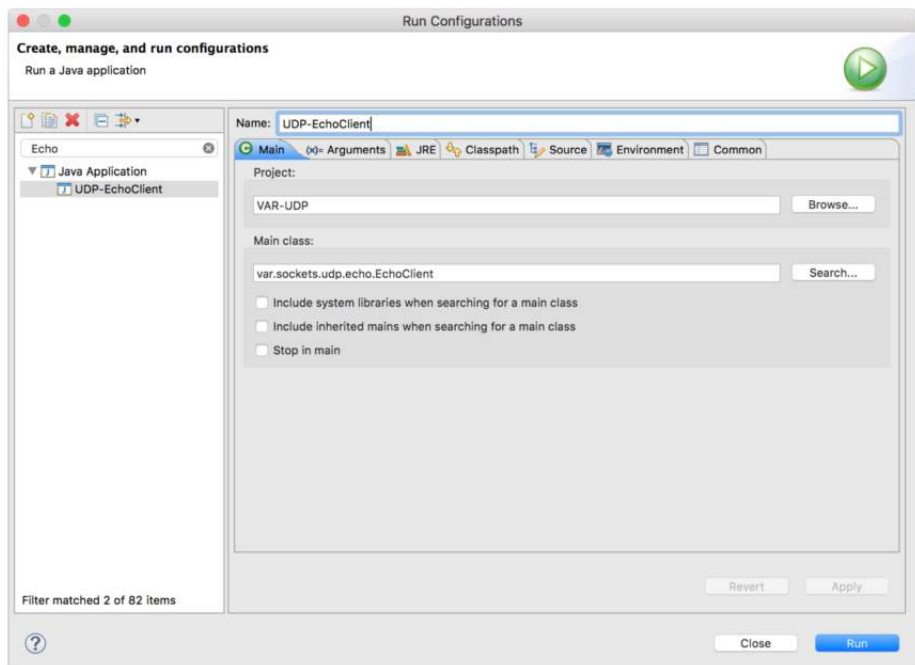 Run Configurations
Create, manage, and run configurations
Run a Java application
Echo
Java Application
UDP-EchoClient
Filter matched 2 of 82 items
Name: UDP-EchoClient
Main (x)= Arguments JRE Classpath Source Environment Common
Project:
VAR-UDP Browse...
Main class:
var.sockets.udp.echo.EchoClient Search...
Include system libraries when searching for a main class
Include inherited mains when searching for a main class
Stop in main
Revert Apply
? Close Run